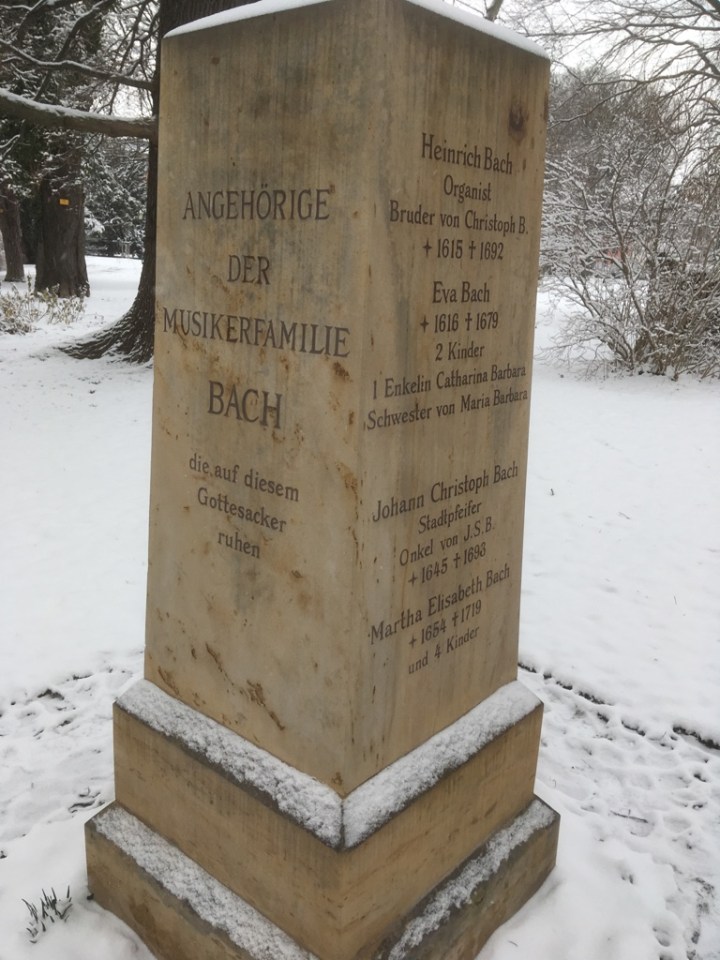 ANGEHÖRIGE
DER
MUSIKERFAMILIE
BACH
die auf diesem
Gottesacker
ruhen
Heinrich Bach
Organist
Bruder von Christoph B.
+ 1615 † 1692
Eva Bach
+ 1616 † 1679
2 Kinder
1 Enkelin Catharina Barbara
Schwester von Maria Barbara
Johann Christoph Bach
Stadtpfeifer
Onkel von J.S.B.
+ 1645 † 1693
Martha Elisabeth Bach
+ 1654 † 1719
und 4 Kinder